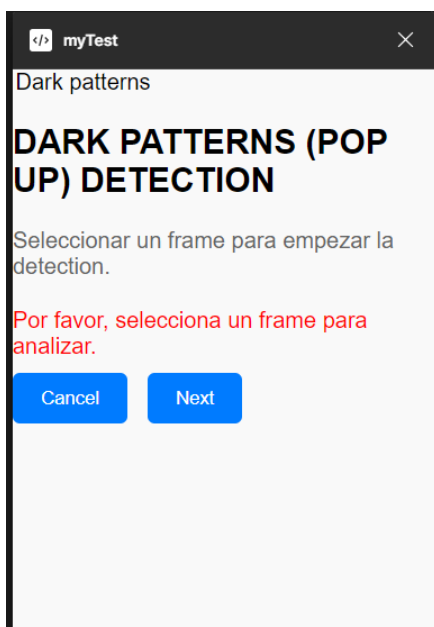 myTest
Dark patterns
DARK PATTERNS (POP
UP) DETECTION
Seleccionar un frame para empezar la
detection.
Por favor, selecciona un frame para
analizar.
Cancel Next